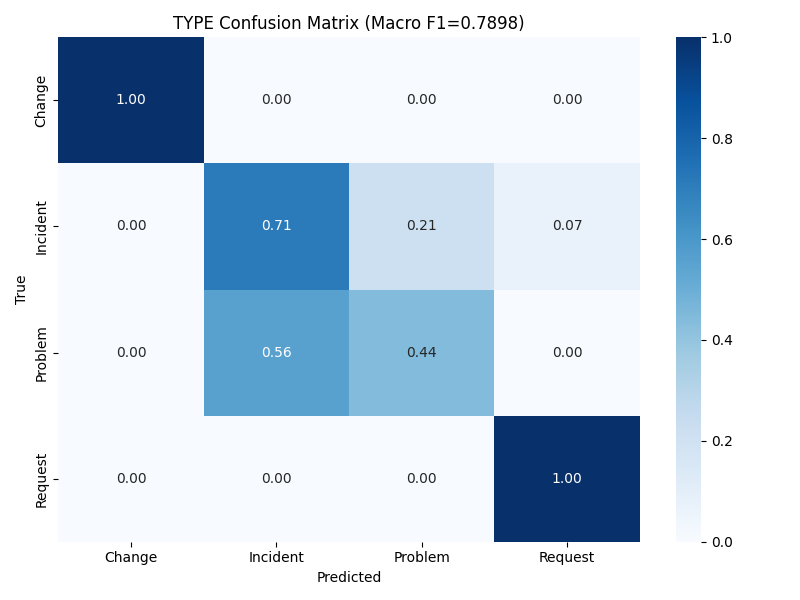 TYPE Confusion Matrix (Macro F1=0.7898)
Change 1.00 0.00 0.00 0.00
Incident 0.00 0.71 0.21 0.07
Problem 0.00 0.56 0.44 0.00
Request 0.00 0.00 0.00 1.00
True
Change Incident Problem Request
Predicted
1.0
0.8
0.6
0.4
0.2
0.0